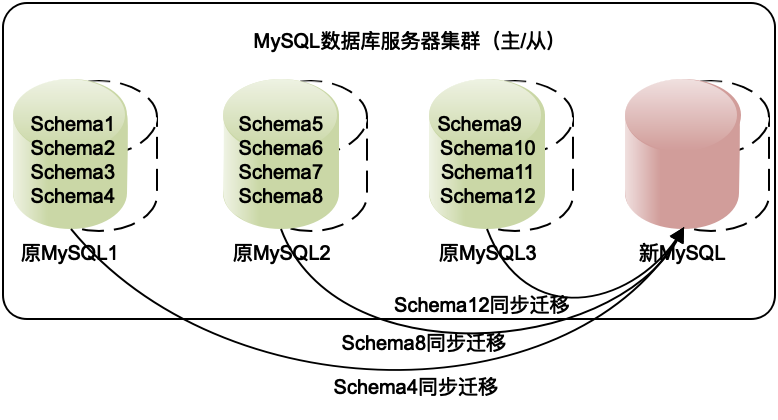 MySQL数据库服务器集群（主/从）
Schema1
Schema2
Schema3
Schema4
原MySQL1
Schema5
Schema6
Schema7
Schema8
原MySQL2
Schema9
Schema10
Schema11
Schema12
原MySQL3
新MySQL
Schema12同步迁移
Schema8同步迁移
Schema4同步迁移